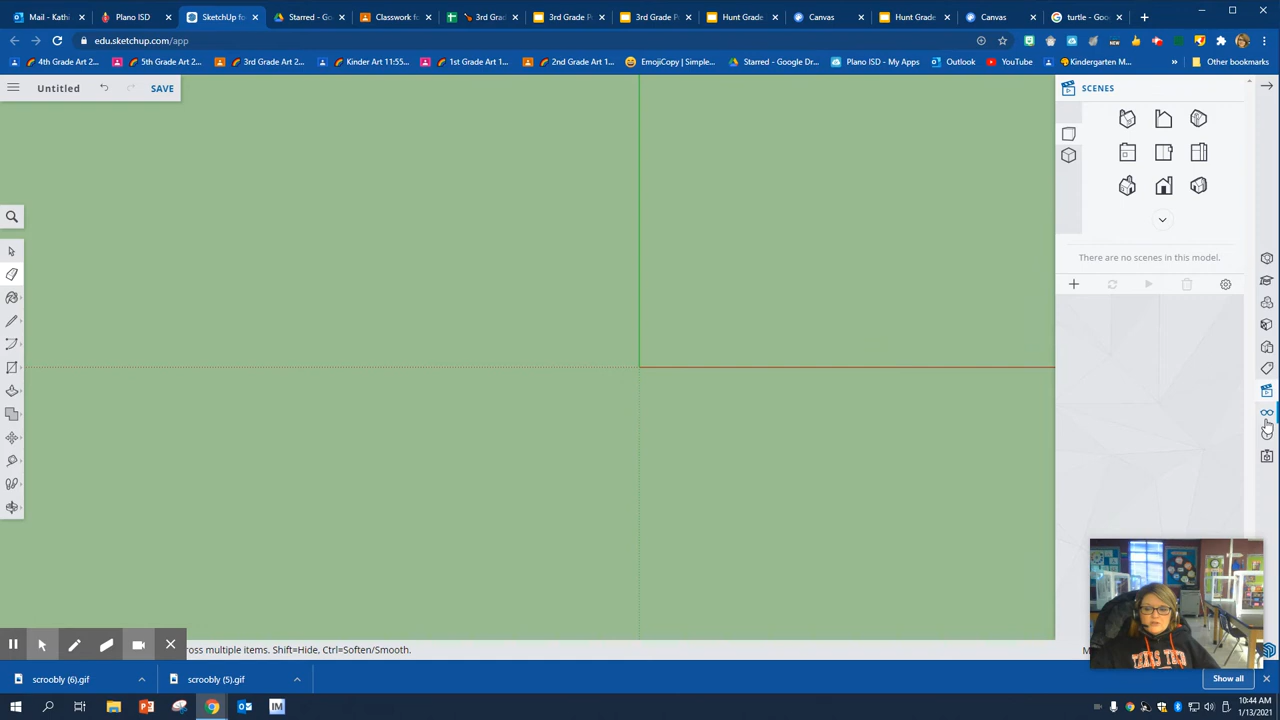 Mail - Kath
Plano ISD
SketchUp fo
Starred - Go
Classwork fo
3rd Grad
3rd Grade P
3rd Grade P
Hunt Grade
Canvas
Hunt Grade
Canvas
turtle - Goo
edu.sketchup.com/app
4th Grade Art 2...
5th Grade Art 2...
3rd Grade Art 2...
Kinder Art 11:55...
1st Grade Art 1...
2nd Grade Art 1...
EmojiCopy | Simple...
Starred - Google Dr...
Plano ISD - My Apps
Outlook
YouTube
Kindergarten M...
»
Other bookmarks
Untitled
SAVE
SCENES
There are no scenes in this model.
ross multiple items. Shift=Hide, Ctrl=Soften/Smooth.
M
TEXAS TECH
scroobly (6).gif
scroobly (5).gif
Show all
IM
10:44 AM
1/13/2021